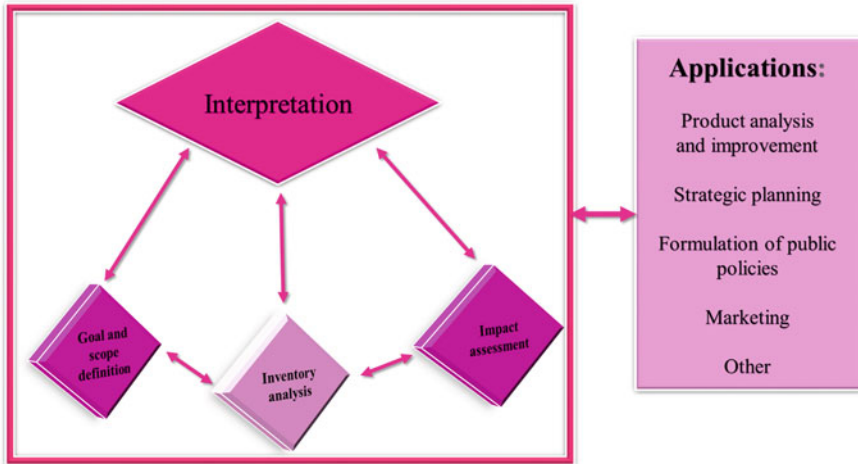 Interpretation
Goal and
scope
definition
Inventory
analysis
Impact
assessment
Applications:
Product analysis
and improvement
Strategic planning
Formulation of public
policies
Marketing
Other